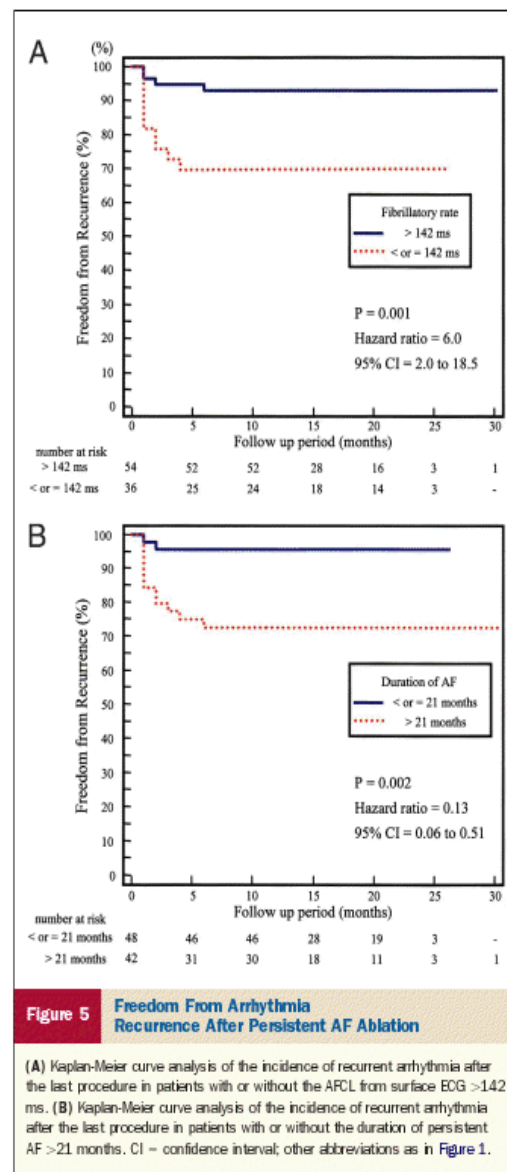 A
(%)
100
90
80
70
60
50
40
30
20
10
0
Freedom from Recurrence (%)
Fibrillatory rate
> 142 ms
< or = 142 ms
P = 0.001
Hazard ratio = 6.0
95% CI = 2.0 to 18.5
0 5 10 15 20 25 30
Follow up period (months)
number at risk
> 142 ms 54 52 52 28 16 3 1
< or = 142 ms 36 25 24 18 14 3 -
B
100
90
80
70
60
50
40
30
20
10
0
Freedom from Recurrence (%)
Duration of AF
< or = 21 months
> 21 months
P = 0.002
Hazard ratio = 0.13
95% CI = 0.06 to 0.51
0 5 10 15 20 25 30
Follow up period (months)
number at risk
< or = 21 months 48 46 46 28 19 3 -
> 21 months 42 31 30 18 11 3 1
Figure 5
Freedom From Arrhythmia
Recurrence After Persistent AF Ablation
(A) Kaplan-Meier curve analysis of the incidence of recurrent arrhythmia after
the last procedure in patients with or without the AFCL from surface ECG >142
ms. (B) Kaplan-Meier curve analysis of the incidence of recurrent arrhythmia
after the last procedure in patients with or without the duration of persistent
AF >21 months. CI = confidence interval; other abbreviations as in Figure 1.